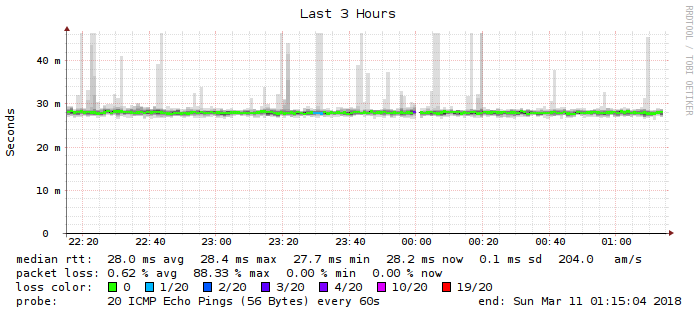 Last 3 Hours
RRDTOOL / TOBI OETIKER
Seconds
40 m
30 m
20 m
10 m
0
22:20 22:40 23:00 23:20 23:40 00:00 00:20 00:40 01:00
median rtt: 28.0 ms avg 28.4 ms max 27.7 ms min 28.2 ms now 0.1 ms sd 204.0 am/s
packet loss: 0.62 % avg 88.33 % max 0.00 % min 0.00 % now
loss color: 0 1/20 2/20 3/20 4/20 10/20 19/20
probe: 20 ICMP Echo Pings (56 Bytes) every 60s end: Sun Mar 11 01:15:04 2018